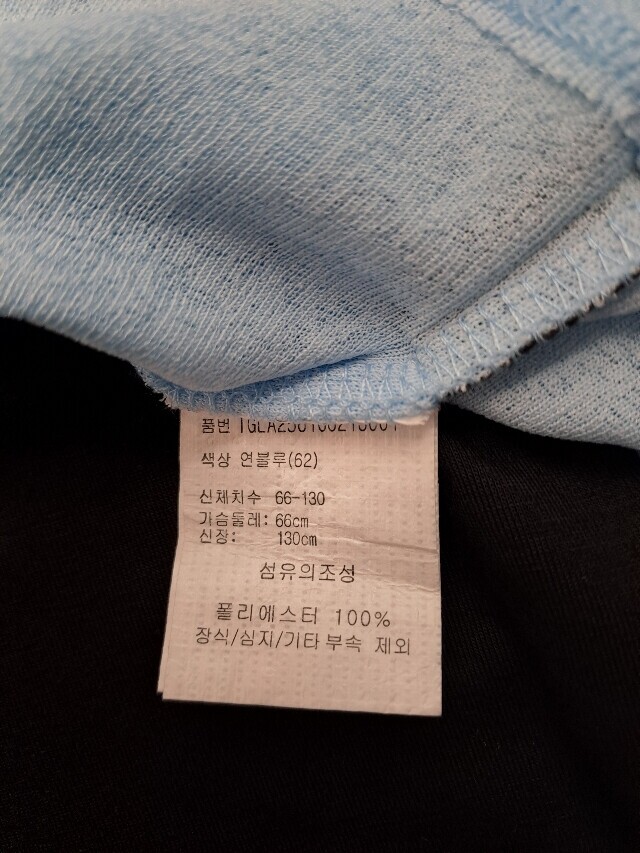 품번
색상 연블루(62)
신체치수 66-130
가슴둘레: 66cm
신장: 130cm
섬유의조성
폴리에스터 100%
장식/심지/기타 부속 제외